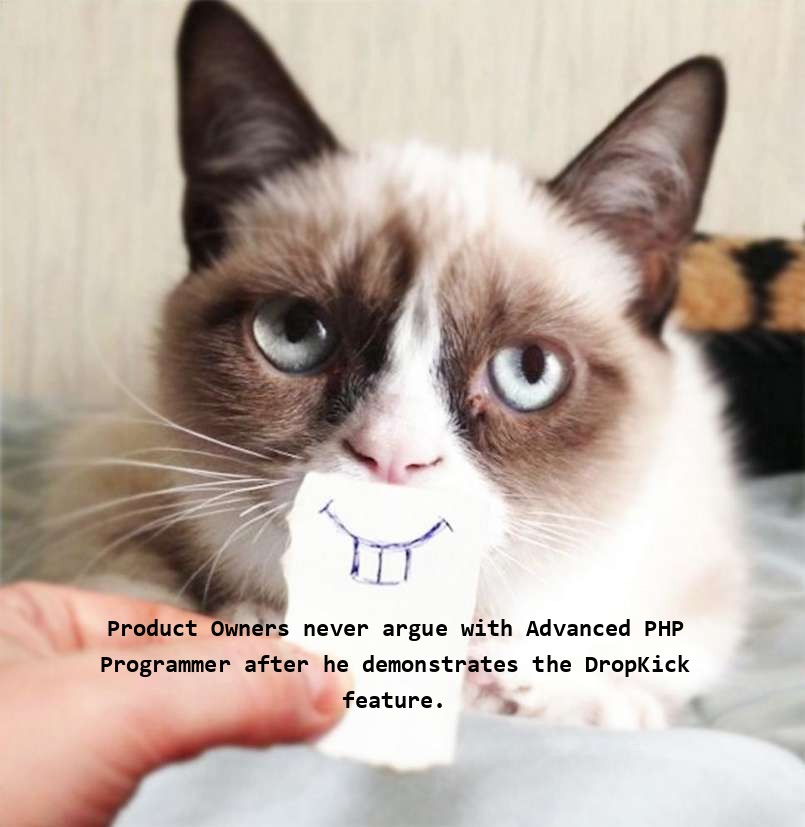 Product Owners never argue with Advanced PHP
Programmer after he demonstrates the DropKick
feature.